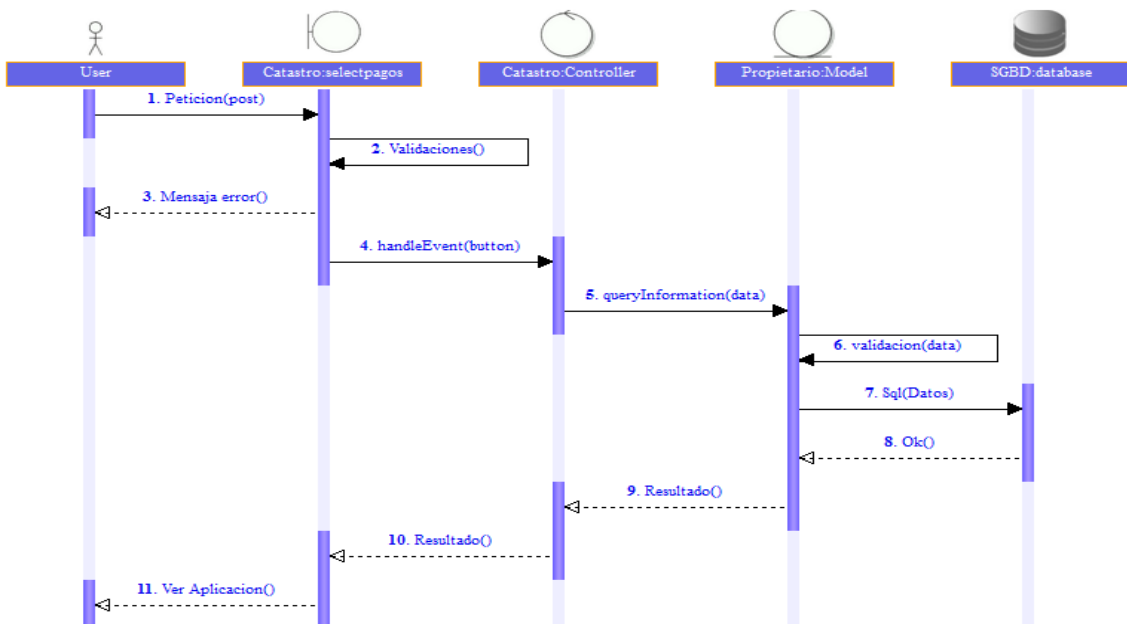 User
Catastro:selectpagos
Catastro:Controller
Propietario:Model
SGBD:database
1. Peticion(post)
2. Validaciones()
3. Mensaja error()
4. handleEvent(button)
5. queryInformation(data)
6. validacion(data)
7. Sql(Datos)
8. Ok()
9. Resultado()
10. Resultado()
11. Ver Aplicacion()